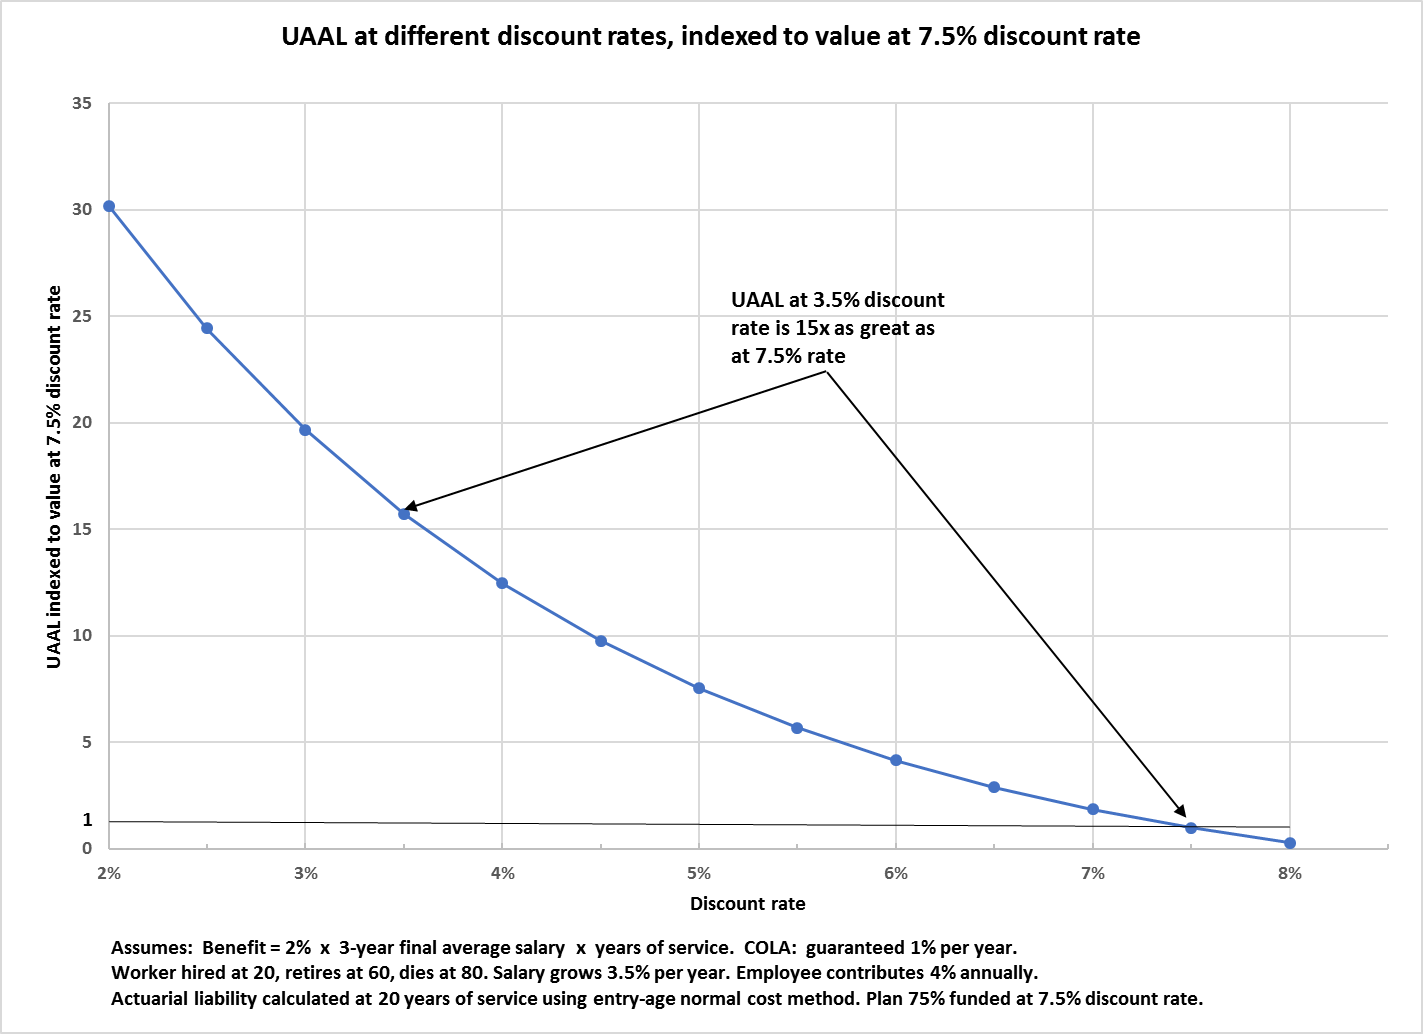 UAAL at different discount rates, indexed to value at 7.5% discount rate
35
30
25
20
15
10
5
1
0
UAAL indexed to value at 7.5% discount rate
UAAL at 3.5% discount
rate is 15x as great as
at 7.5% rate
2% 3% 4% 5% 6% 7% 8%
Discount rate
Assumes: Benefit = 2% x 3-year final average salary x years of service. COLA: guaranteed 1% per year.
Worker hired at 20, retires at 60, dies at 80. Salary grows 3.5% per year. Employee contributes 4% annually.
Actuarial liability calculated at 20 years of service using entry-age normal cost method. Plan 75% funded at 7.5% discount rate.